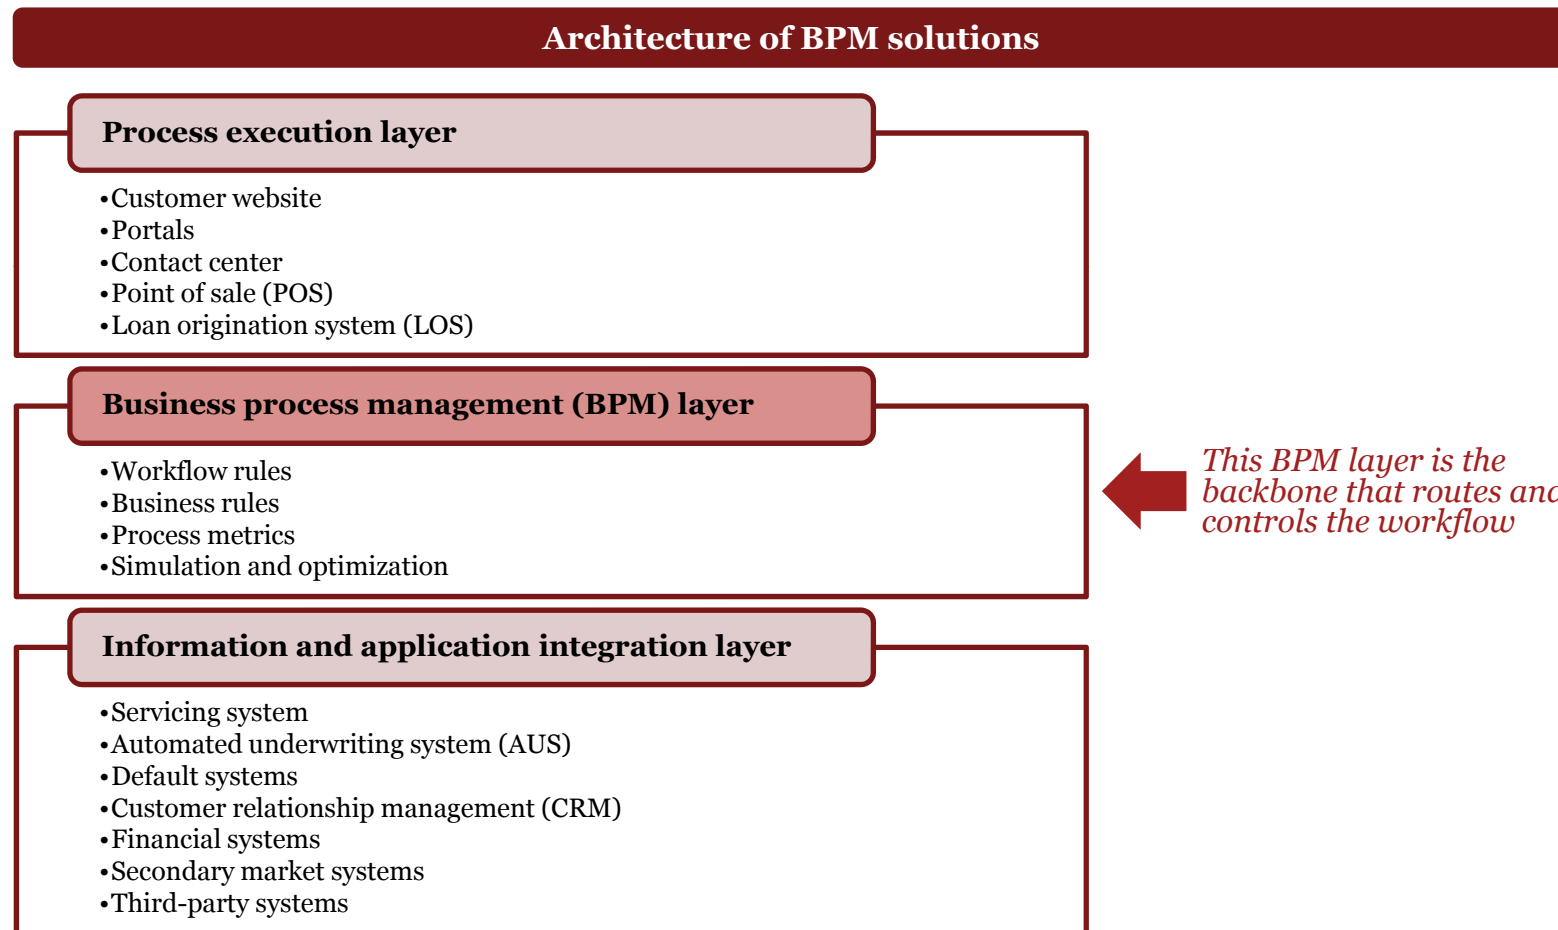 Architecture of BPM solutions
Process execution layer
•Customer website
•Portals
•Contact center
•Point of sale (POS)
•Loan origination system (LOS)
Business process management (BPM) layer
•Workflow rules
•Business rules
•Process metrics
•Simulation and optimization
This BPM layer is the
backbone that routes and
controls the workflow
Information and application integration layer
•Servicing system
•Automated underwriting system (AUS)
•Default systems
•Customer relationship management (CRM)
•Financial systems
•Secondary market systems
•Third-party systems